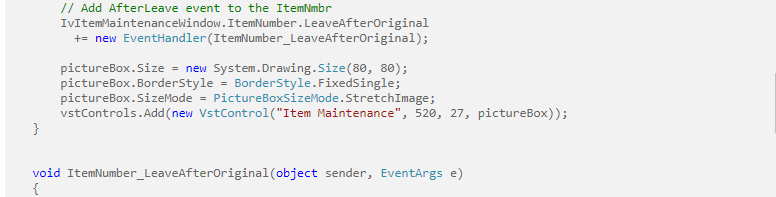 // Add AfterLeave event to the ItemNmbr
IvItemMaintenanceWindow.ItemNumber.LeaveAfterOriginal
+= new EventHandler(ItemNumber_LeaveAfterOriginal);
pictureBox.Size = new System.Drawing.Size(80, 80);
pictureBox.BorderStyle = BorderStyle.FixedSingle;
pictureBox.SizeMode = PictureBoxSizeMode.StretchImage;
vstControls.Add(new VstControl("Item Maintenance", 520, 27, pictureBox));
}
void ItemNumber_LeaveAfterOriginal(object sender, EventArgs e)
{